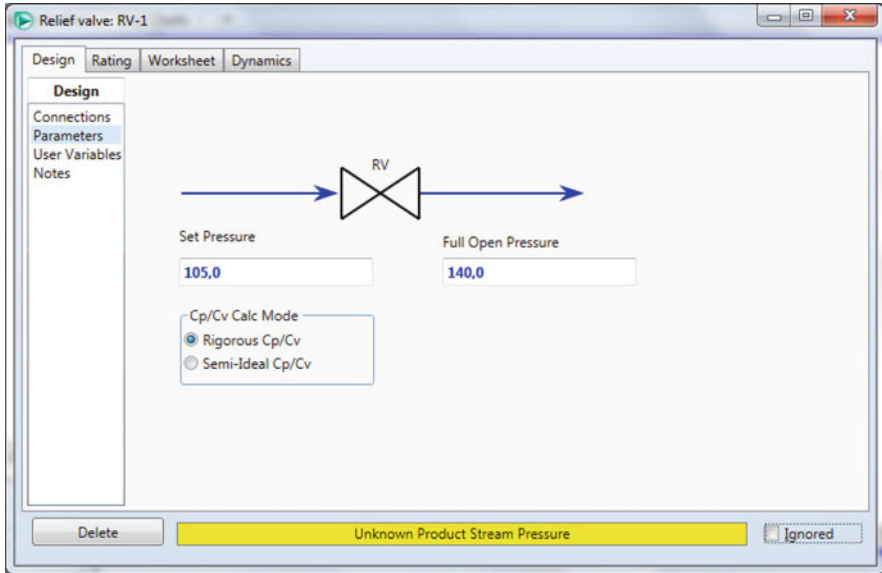 Relief valve: RV-1
Design Rating Worksheet Dynamics
Design
Connections
Parameters
User Variables
Notes
RV
Set Pressure
Full Open Pressure
105,0
140,0
Cp/Cv Calc Mode
Rigorous Cp/Cv
Semi-Ideal Cp/Cv
Delete
Unknown Product Stream Pressure
Ignored